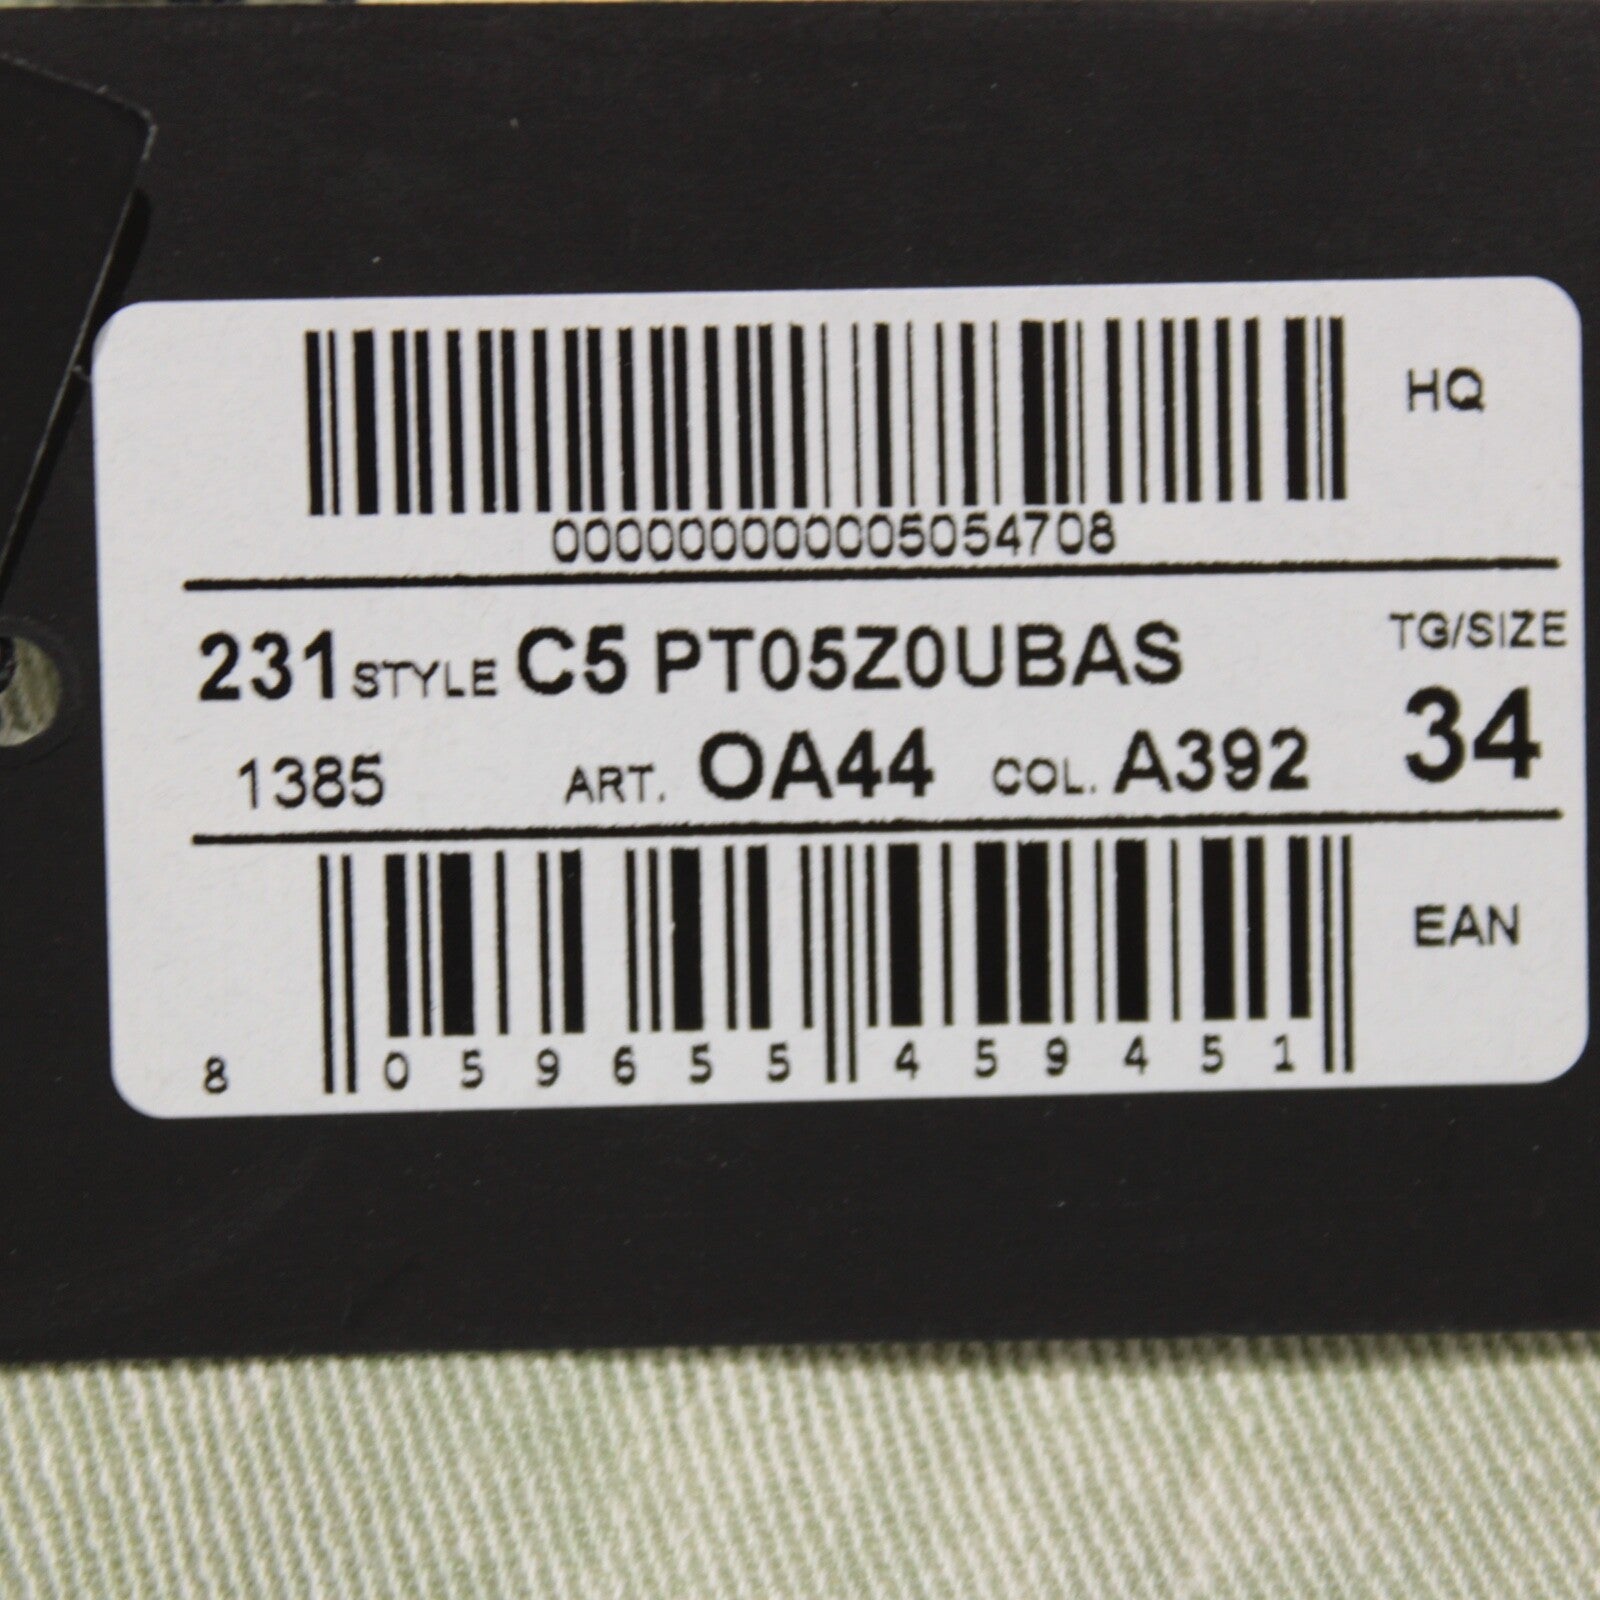 HQ
000000000005054708
231 STYLE C5 PT05Z0UBAS TG/SIZE
1385 ART. OA44 COL. A392 34
EAN
8 059655 459451